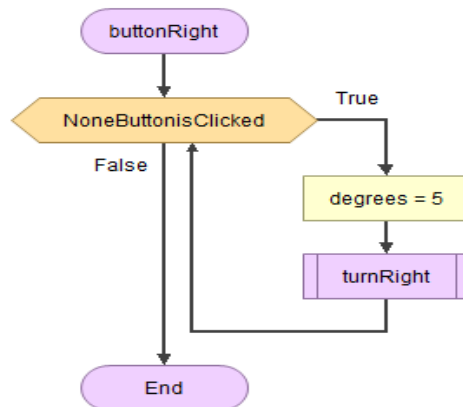 buttonRight
NoneButtonisClicked
True
False
degrees = 5
turnRight
End